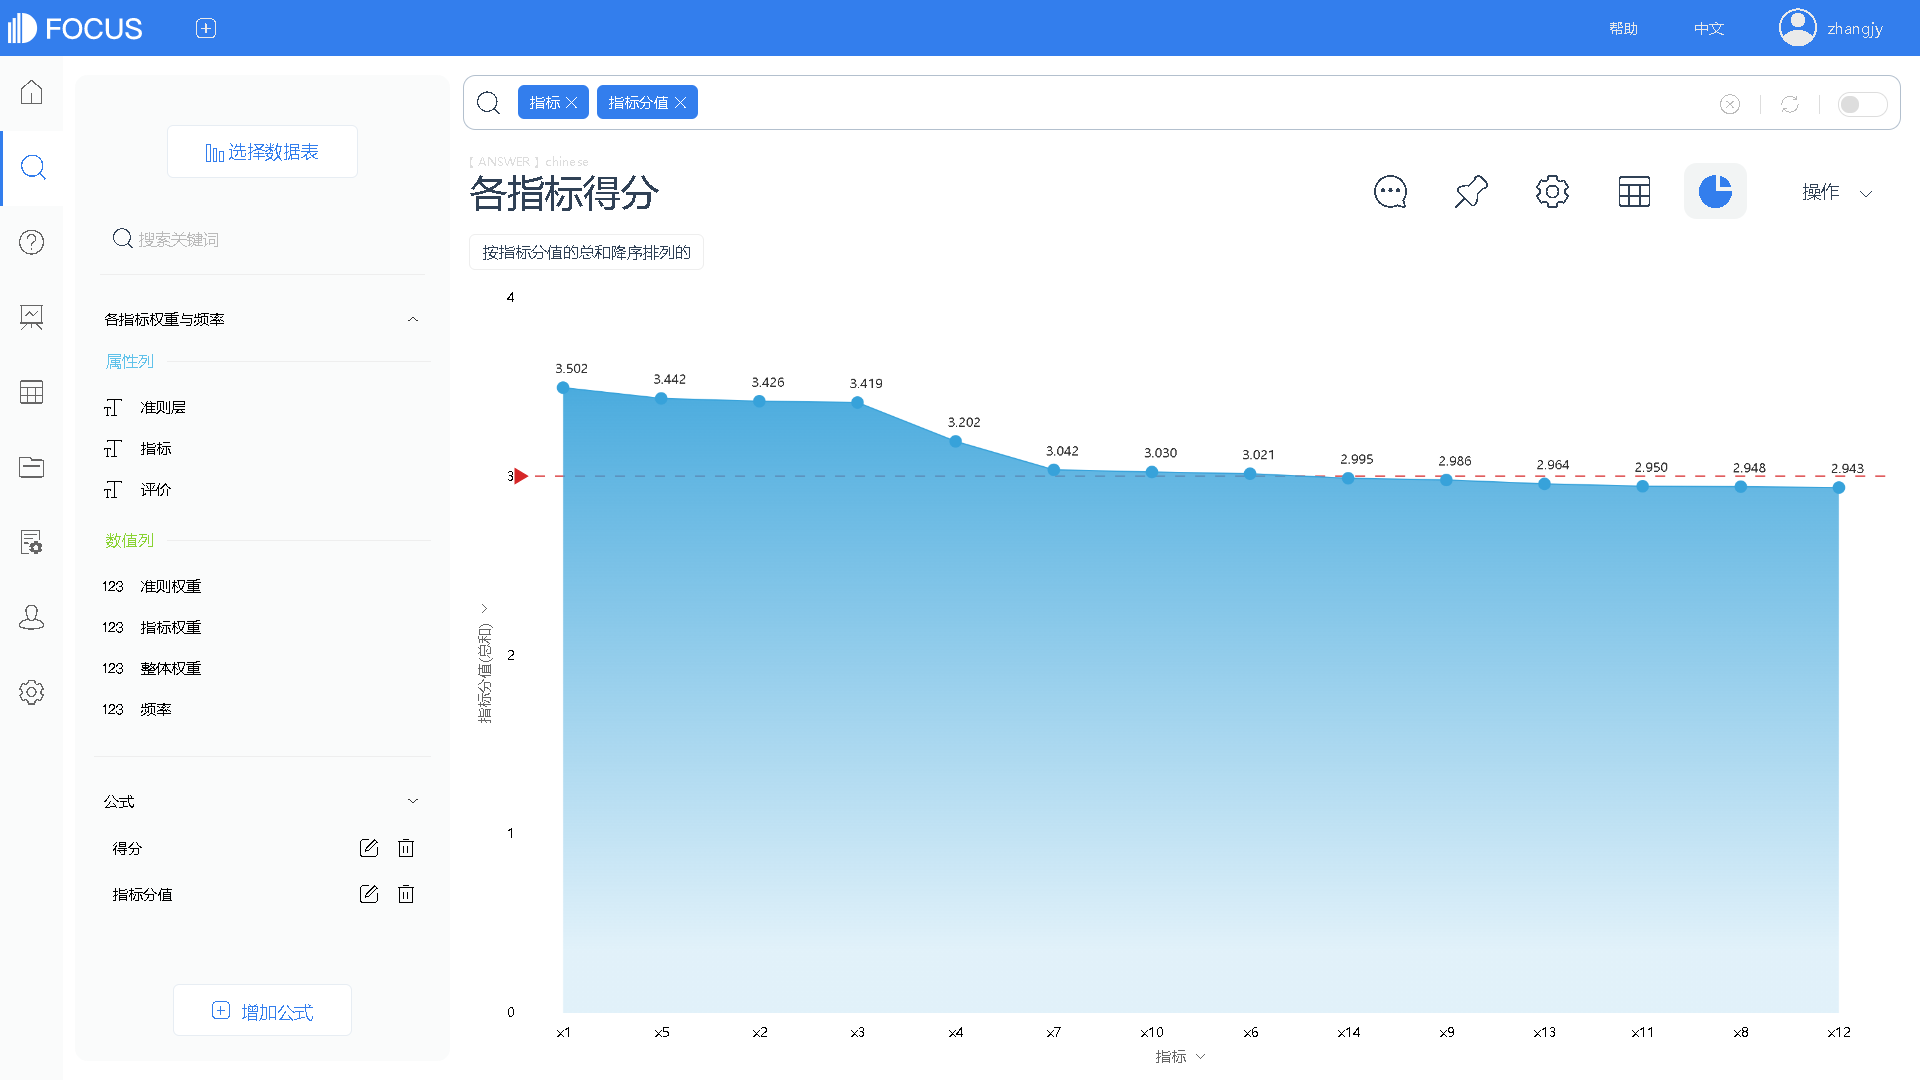 FOCUS
帮助
中文
zhangjy
选择数据表
搜索关键词
各指标权重与频率
属性列
准则层
指标
评价
数值列
123 准则权重
123 指标权重
123 整体权重
123 频率
公式
得分
指标分值
增加公式
指标
指标分值
【 ANSWER 】 chinese
各指标得分
操作
按指标分值的总和降序排列的
4
3
2
1
0
3.502
3.442
3.426
3.419
3.202
3.042
3.030
3.021
2.995
2.986
2.964
2.950
2.948
2.943
指标分值(总和)
x1 x5 x2 x3 x4 x7 x10 x6 x14 x9 x13 x11 x8 x12
指标